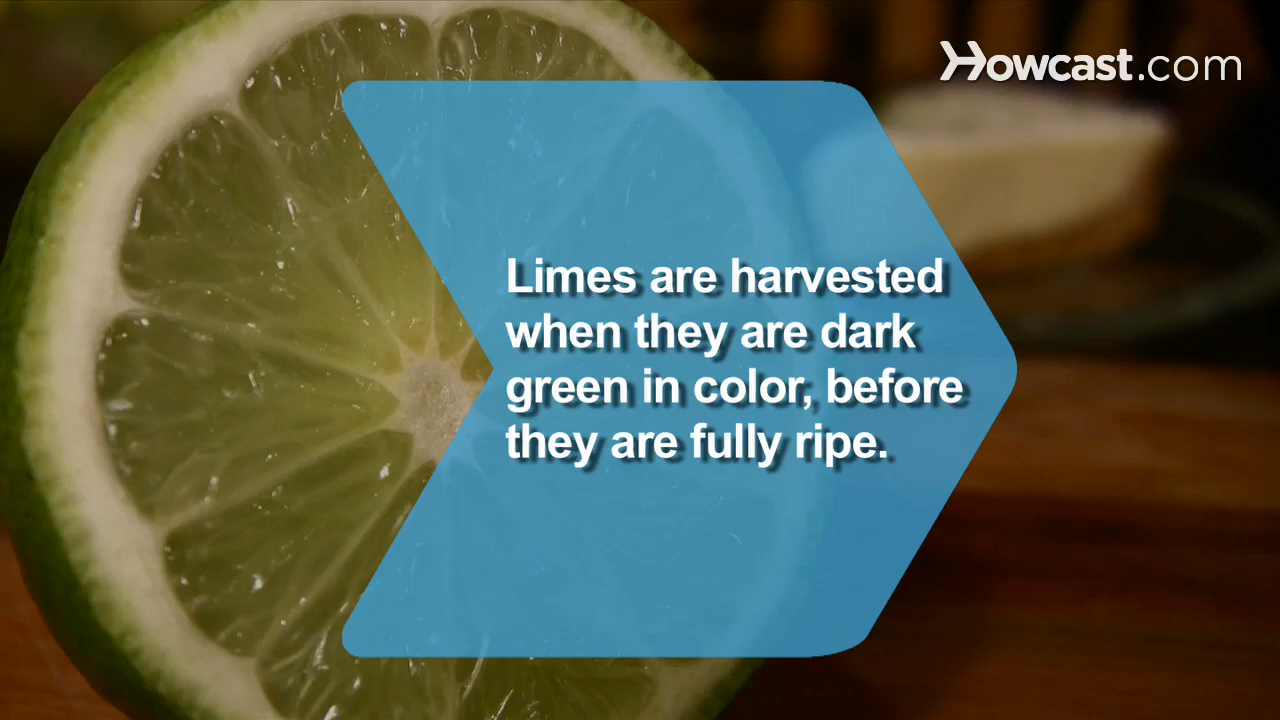 Howcast.com
Limes are harvested
when they are dark
green in color, before
they are fully ripe.